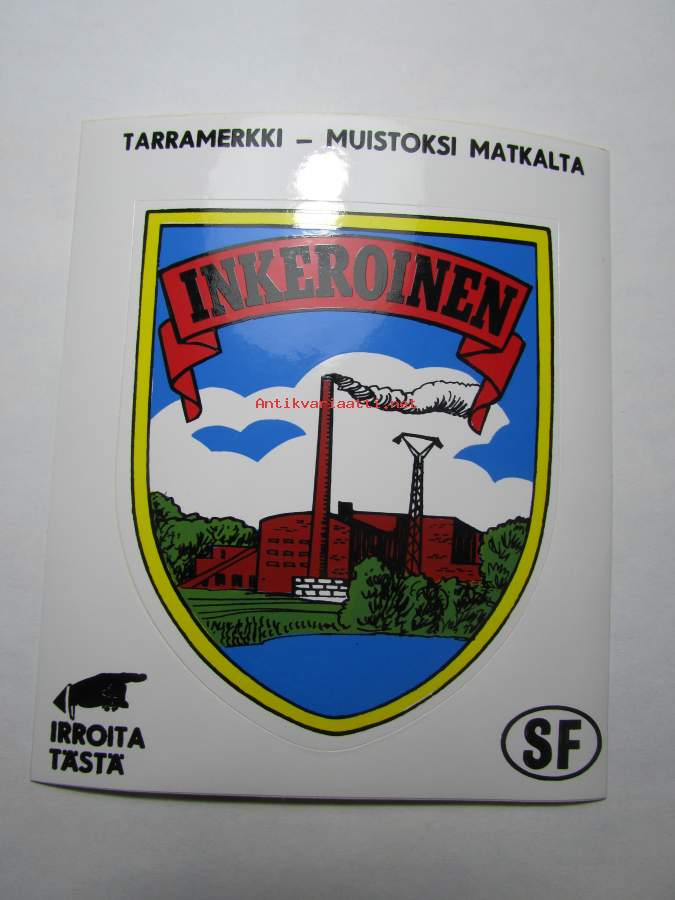 TARRAMERKKI – MUISTOKSI MATKALTA
INKEROINEN
Antikvariaatti.net
IRROITA
TÄSTÄ
SF